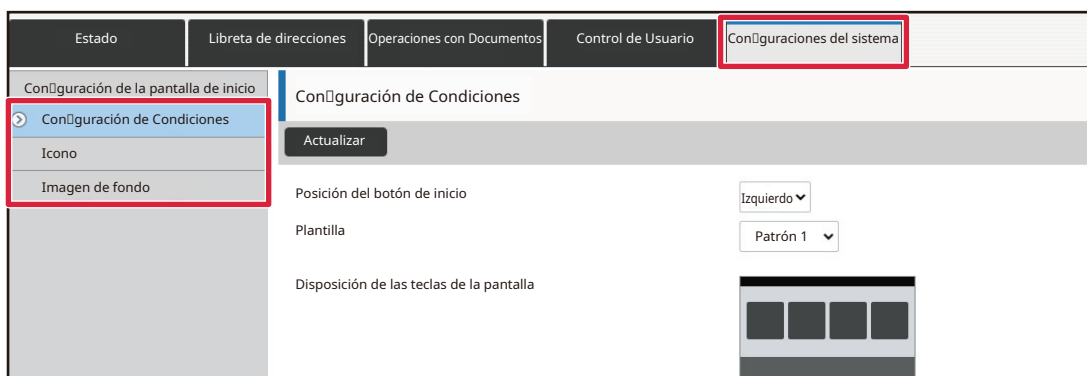 Estado
Libreta de direcciones
Operaciones con Documentos
Control de Usuario
Con▯guraciones del sistema
Con▯guración de la pantalla de inicio
Con▯guración de Condiciones
Icono
Imagen de fondo
Con▯guración de Condiciones
Actualizar
Posición del botón de inicio
Izquierdo
Plantilla
Patrón 1
Disposición de las teclas de la pantalla